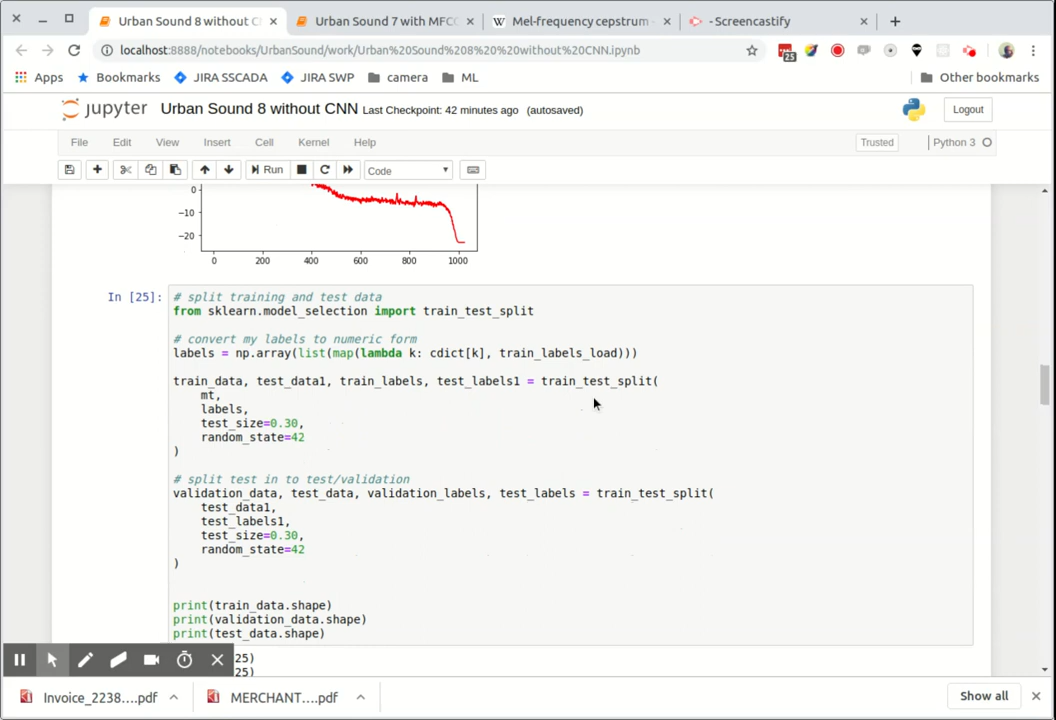 Urban Sound 8 without C
Urban Sound 7 with MFCC
Mel-frequency cepstrum -
- Screencastify
localhost:8888/notebooks/UrbanSound/work/Urban%20Sound%208%20%20without%20CNN.ipynb
25
Apps Bookmarks JIRA SSCADA JIRA SWP camera ML Other bookmarks
jupyter Urban Sound 8 without CNN Last Checkpoint: 42 minutes ago (autosaved) Logout
File Edit View Insert Cell Kernel Help Trusted Python 3
Run Code
0
−10
−20
0 200 400 600 800 1000
In [25]:
# split training and test data
from sklearn.model_selection import train_test_split
# convert my labels to numeric form
labels = np.array(list(map(lambda k: cdict[k], train_labels_load)))
train_data, test_data1, train_labels, test_labels1 = train_test_split(
mt,
labels,
test_size=0.30,
random_state=42
)
# split test in to test/validation
validation_data, test_data, validation_labels, test_labels = train_test_split(
test_data1,
test_labels1,
test_size=0.30,
random_state=42
)
print(train_data.shape)
print(validation_data.shape)
print(test_data.shape)
25)
25)
Invoice_2238....pdf MERCHANT....pdf Show all